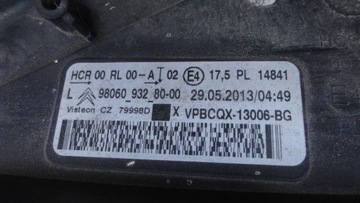 HCR 00 RL 00-A 02 E4 17,5 PL 14841
L 98060 932 80-00 29.05.2013/04:49
Visteon CZ 79998D X VPBCQX-13006-BG